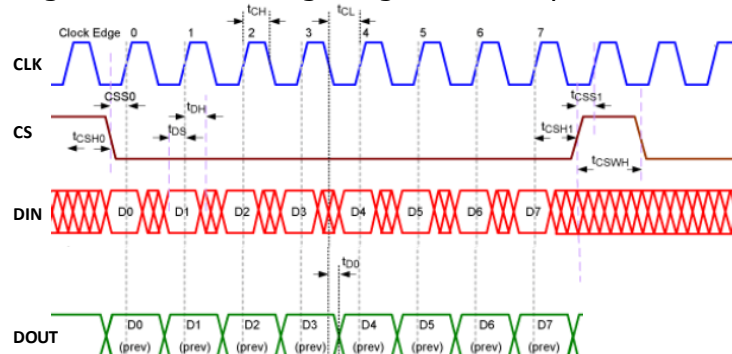 tCH
tCL
Clock Edge 0 1 2 3 4 5 6 7
CLK
CSS0
tDH
tCSS1
CS
tCSH0
tDS
tCSH1
tCSWH
DIN
D0 D1 D2 D3 D4 D5 D6 D7
tD0
DOUT
D0 D1 D2 D3 D4 D5 D6 D7
(prev) (prev) (prev) (prev) (prev) (prev) (prev) (prev)